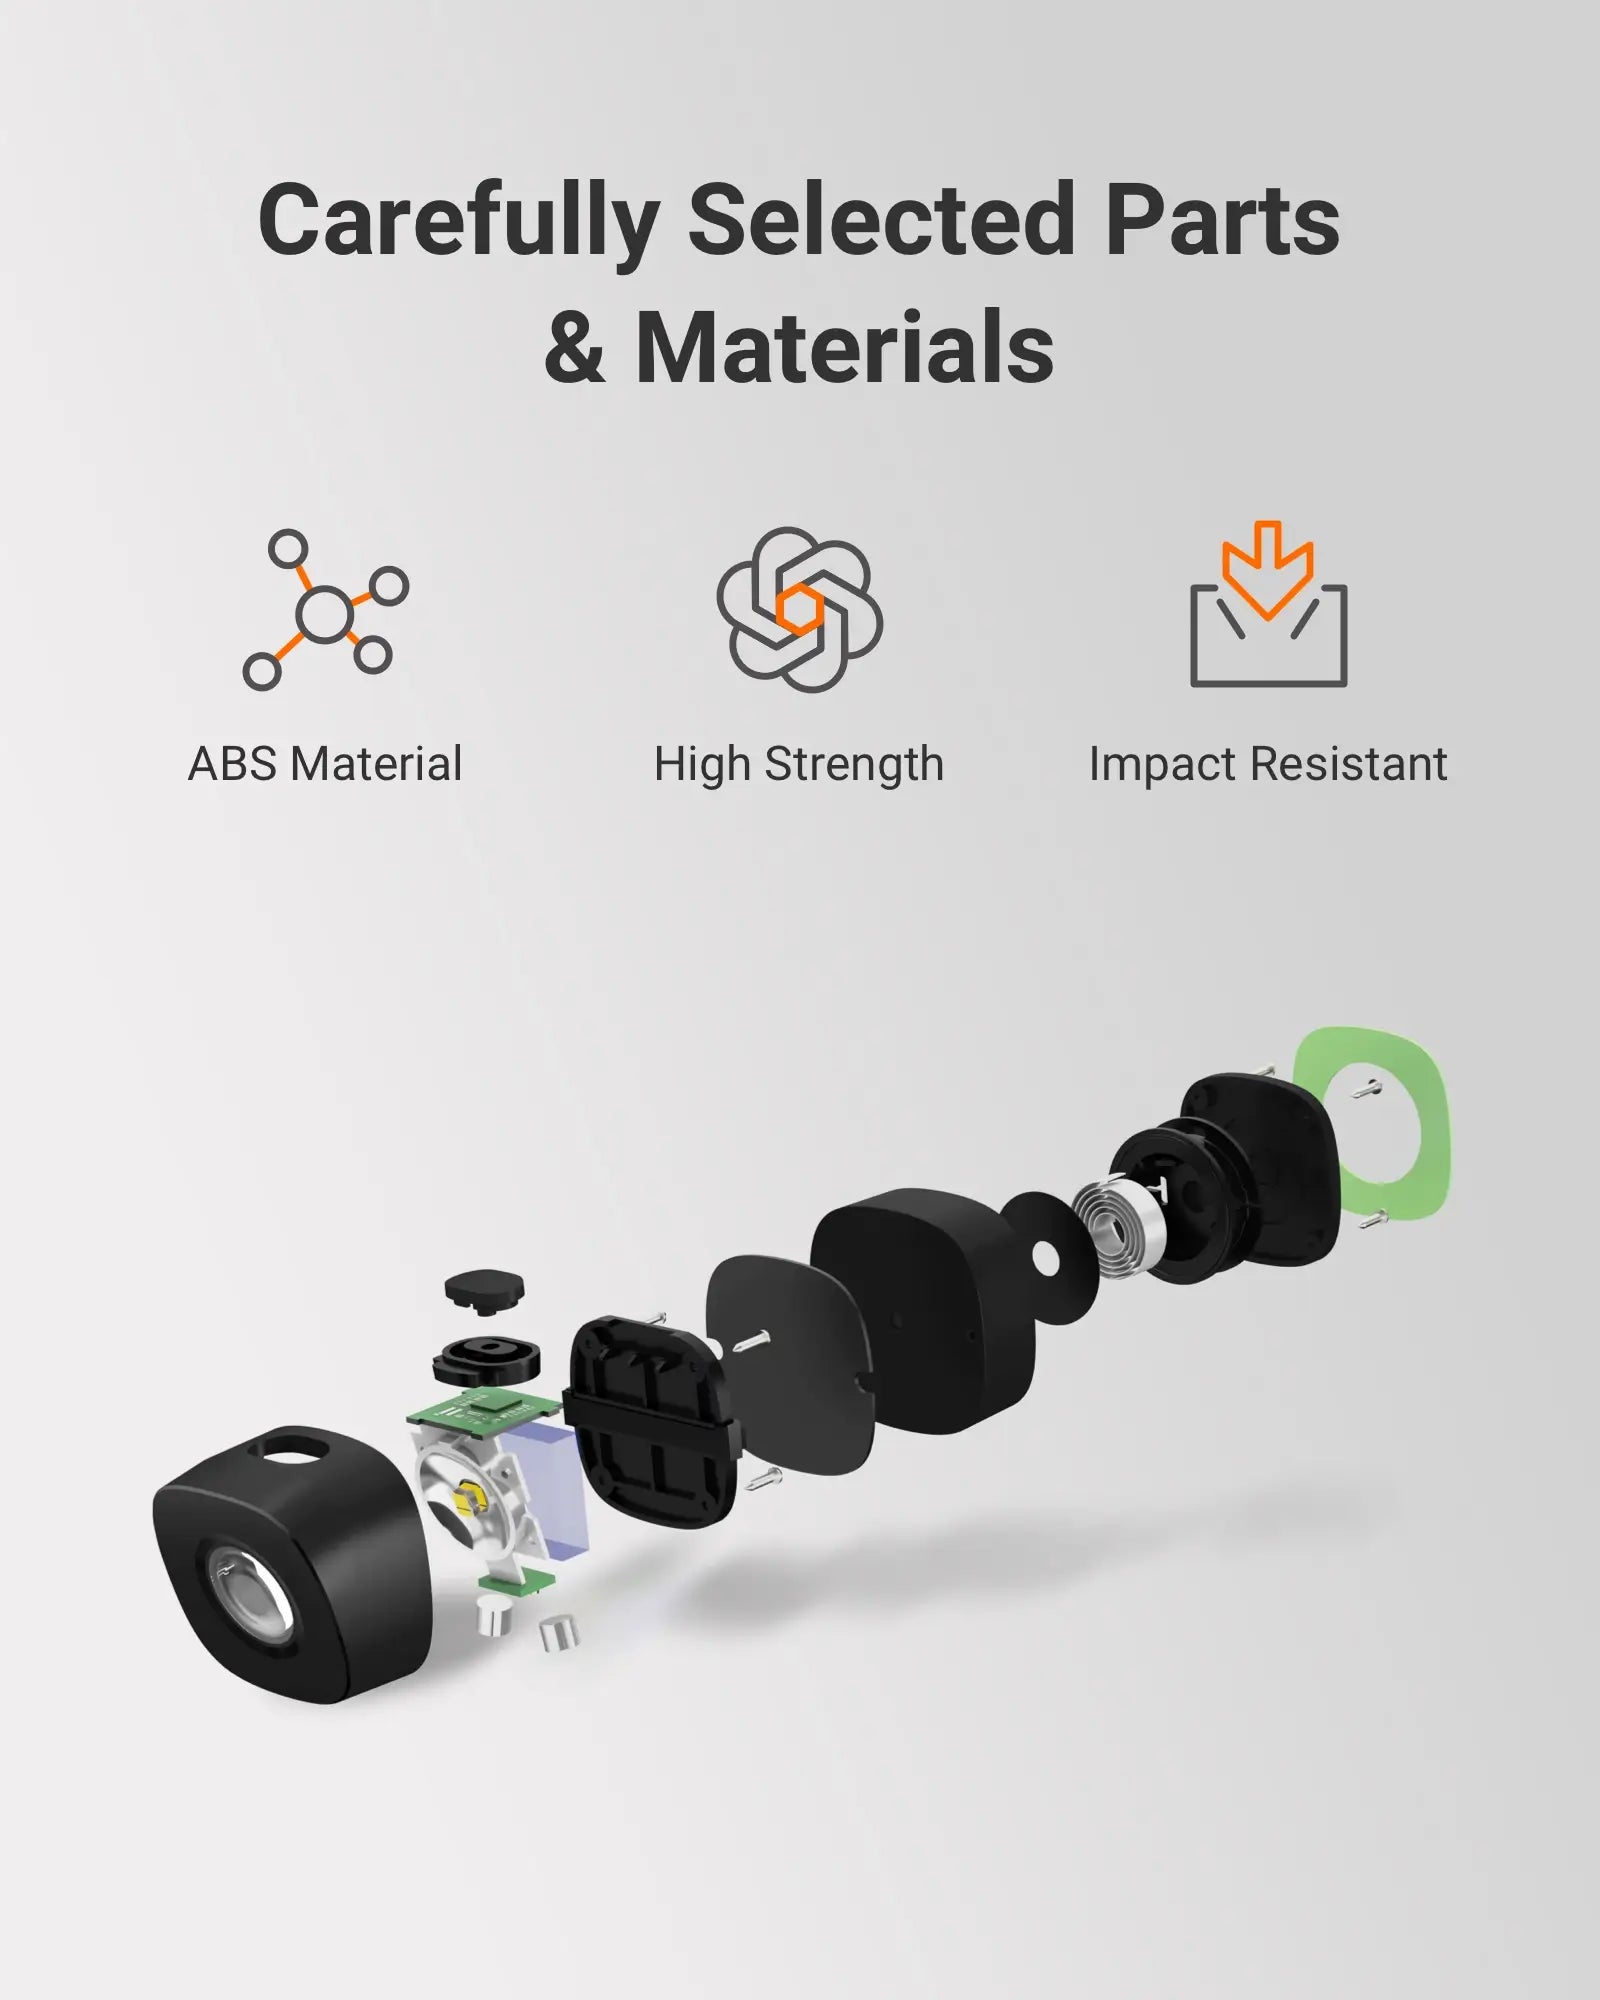 Carefully Selected Parts
& Materials
ABS Material
High Strength
Impact Resistant